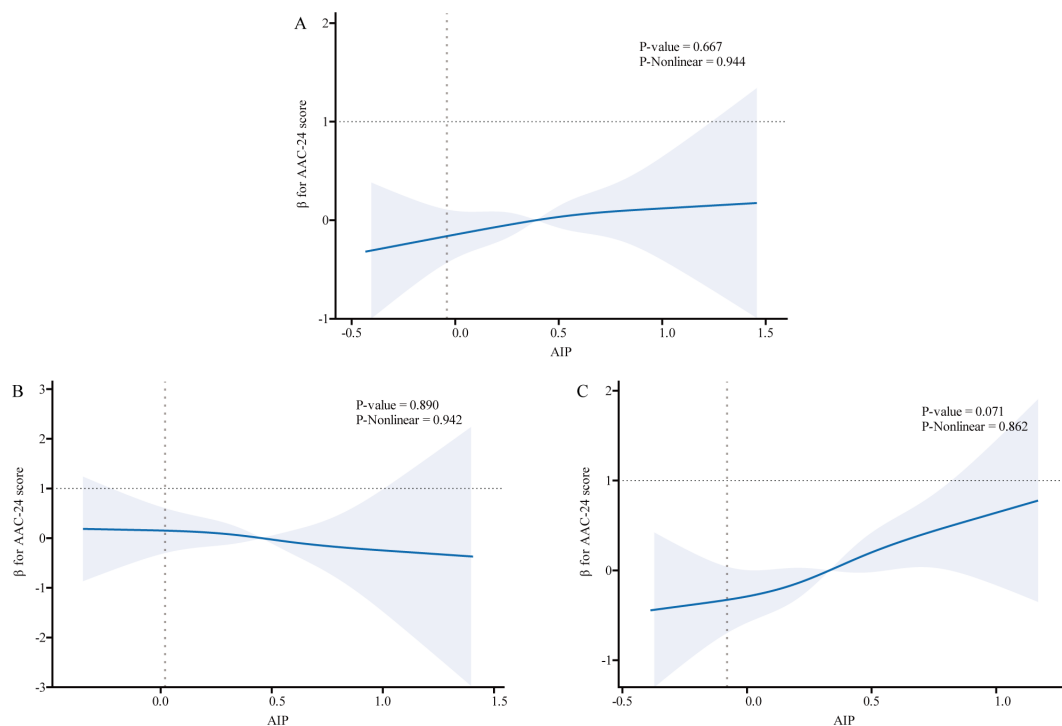 A
P-value = 0.667
P-Nonlinear = 0.944
β for AAC-24 score
2
1
0
-1
-0.5
0.0
0.5
1.0
1.5
AIP
B
P-value = 0.890
P-Nonlinear = 0.942
β for AAC-24 score
3
2
1
0
-1
-2
-3
0.0
0.5
1.0
1.5
AIP
C
P-value = 0.071
P-Nonlinear = 0.862
β for AAC-24 score
2
1
0
-1
-0.5
0.0
0.5
1.0
AIP